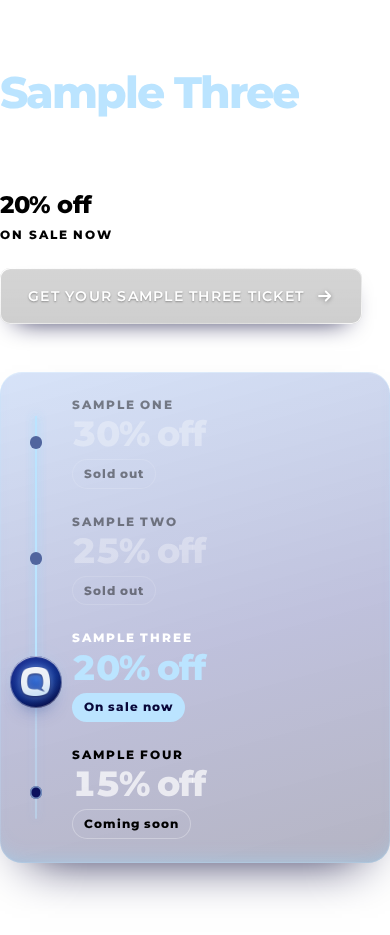 Sample Three
20% off
ON SALE NOW
GET YOUR SAMPLE THREE TICKET →
SAMPLE ONE
30% off
Sold out
SAMPLE TWO
25% off
Sold out
SAMPLE THREE
20% off
On sale now
SAMPLE FOUR
15% off
Coming soon